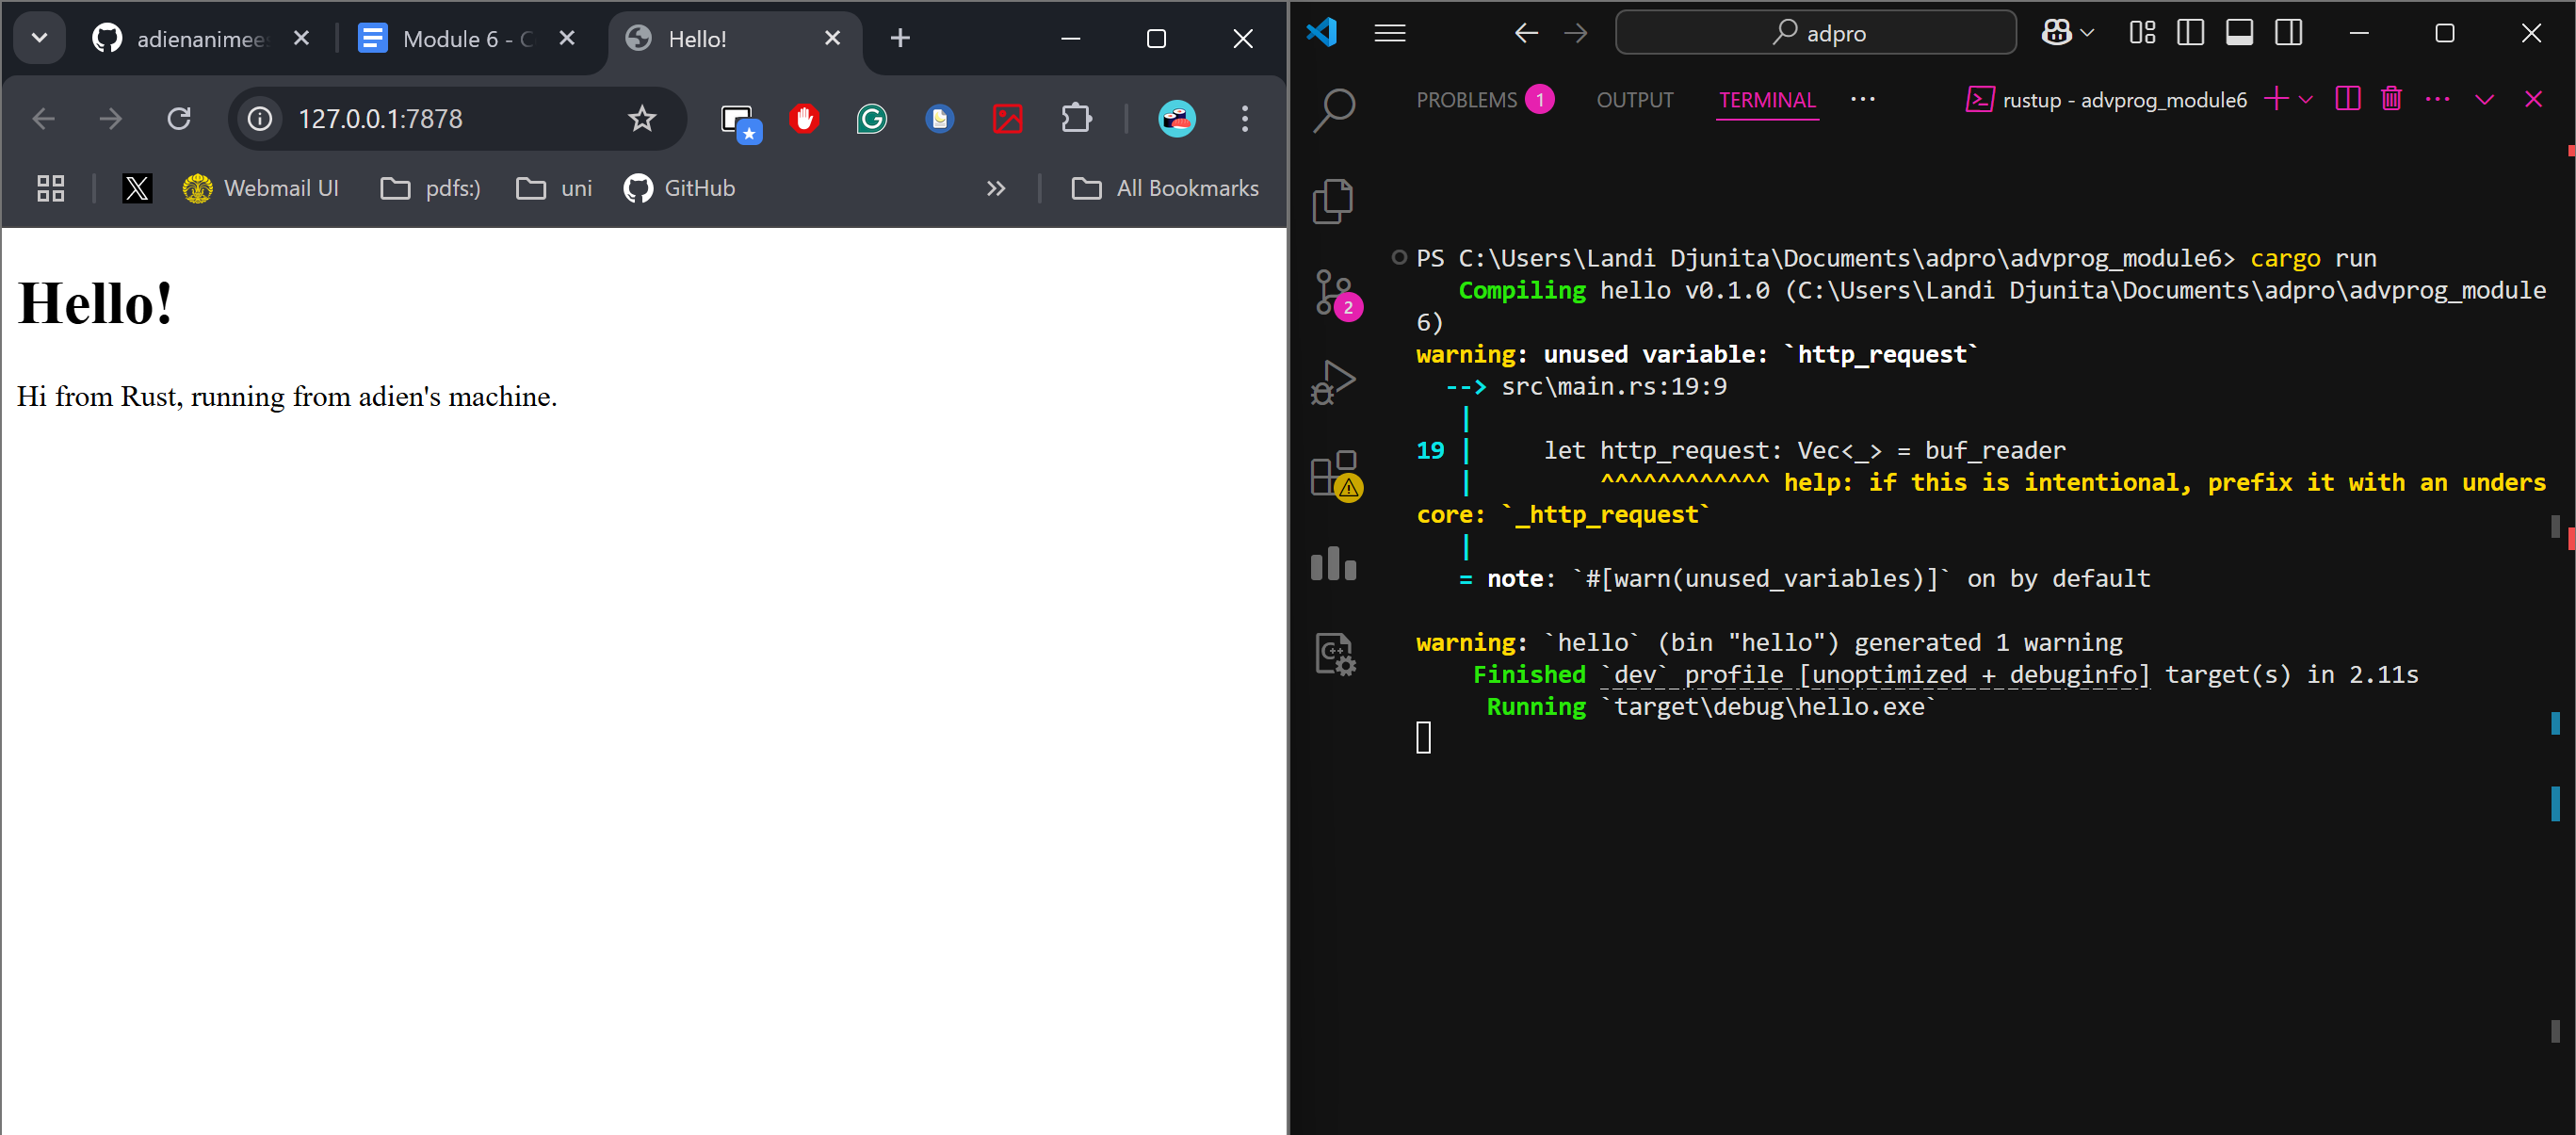 adienanimee
Module 6 - C
Hello!
127.0.0.1:7878
Webmail UI
pdfs:)
uni
GitHub
All Bookmarks
Hello!
Hi from Rust, running from adien's machine.
adpro
PROBLEMS 1
OUTPUT
TERMINAL
rustup - advprog_module6
2
PS C:\Users\Landi Djunita\Documents\adpro\advprog_module6> cargo run
Compiling hello v0.1.0 (C:\Users\Landi Djunita\Documents\adpro\advprog_module
6)
warning: unused variable: `http_request`
--> src\main.rs:19:9
|
19 | let http_request: Vec<_> = buf_reader
| ^^^^^^^^^^^^ help: if this is intentional, prefix it with an unders
core: `_http_request`
|
= note: `#[warn(unused_variables)]` on by default
warning: `hello` (bin "hello") generated 1 warning
Finished `dev` profile [unoptimized + debuginfo] target(s) in 2.11s
Running `target\debug\hello.exe`